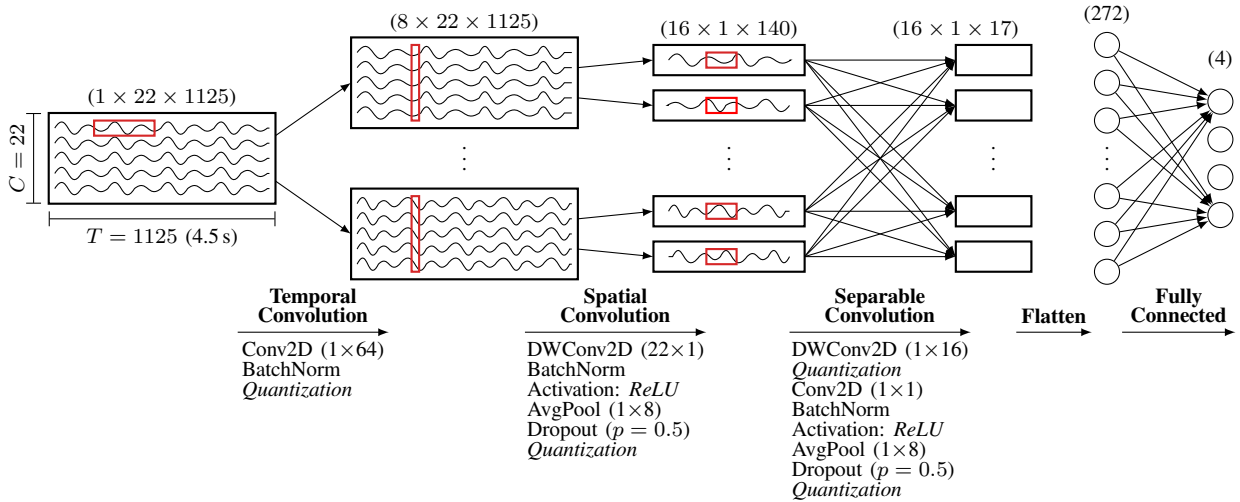 (1 × 22 × 1125)
C = 22
T = 1125 (4.5 s)
(8 × 22 × 1125)
⋮
(16 × 1 × 140)
⋮
(16 × 1 × 17)
⋮
(272)
⋯
(4)
Temporal
Convolution
Conv2D (1×64)
BatchNorm
Quantization
Spatial
Convolution
DWConv2D (22×1)
BatchNorm
Activation: ReLU
AvgPool (1×8)
Dropout (p = 0.5)
Quantization
Separable
Convolution
DWConv2D (1×16)
Quantization
Conv2D (1×1)
BatchNorm
Activation: ReLU
AvgPool (1×8)
Dropout (p = 0.5)
Quantization
Flatten
Fully
Connected